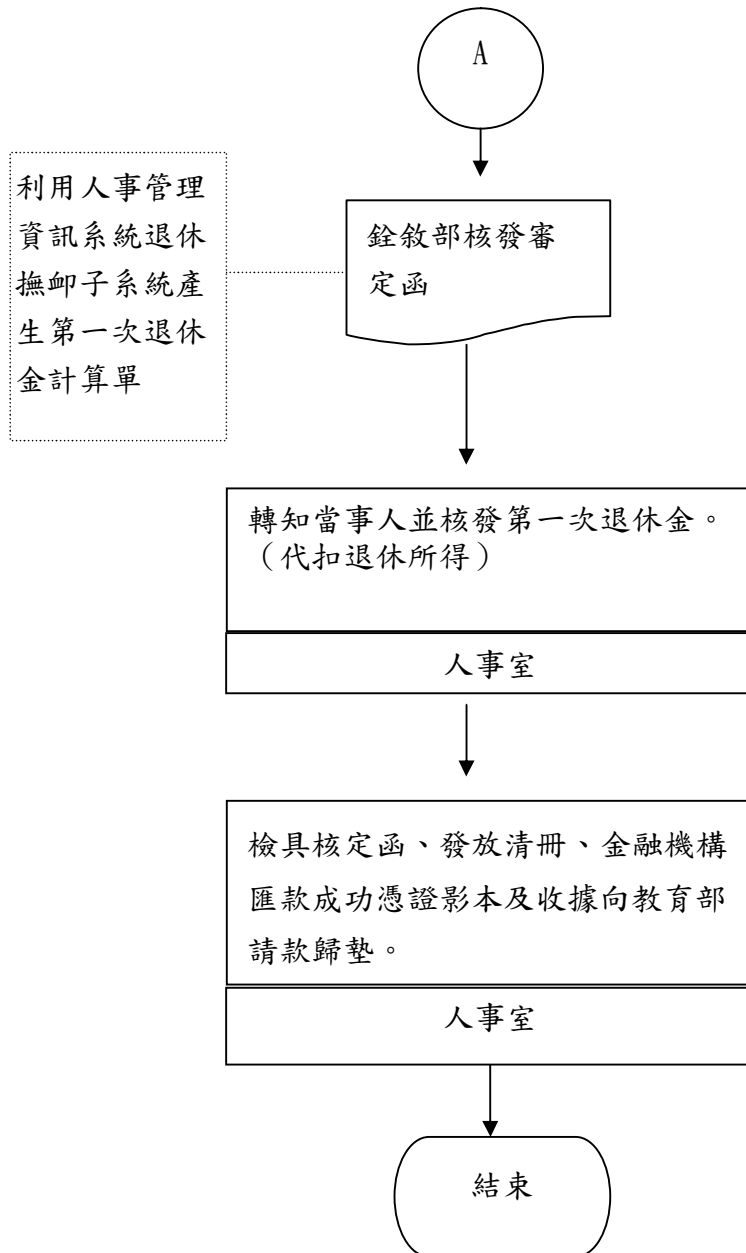 A
利用人事管理
資訊系統退休
撫卹子系統產
生第一次退休
金計算單
銓敘部核發審
定函
轉知當事人並核發第一次退休金。
（代扣退休所得）
人事室
檢具核定函、發放清冊、金融機構
匯款成功憑證影本及收據向教育部
請款歸墊。
人事室
結束